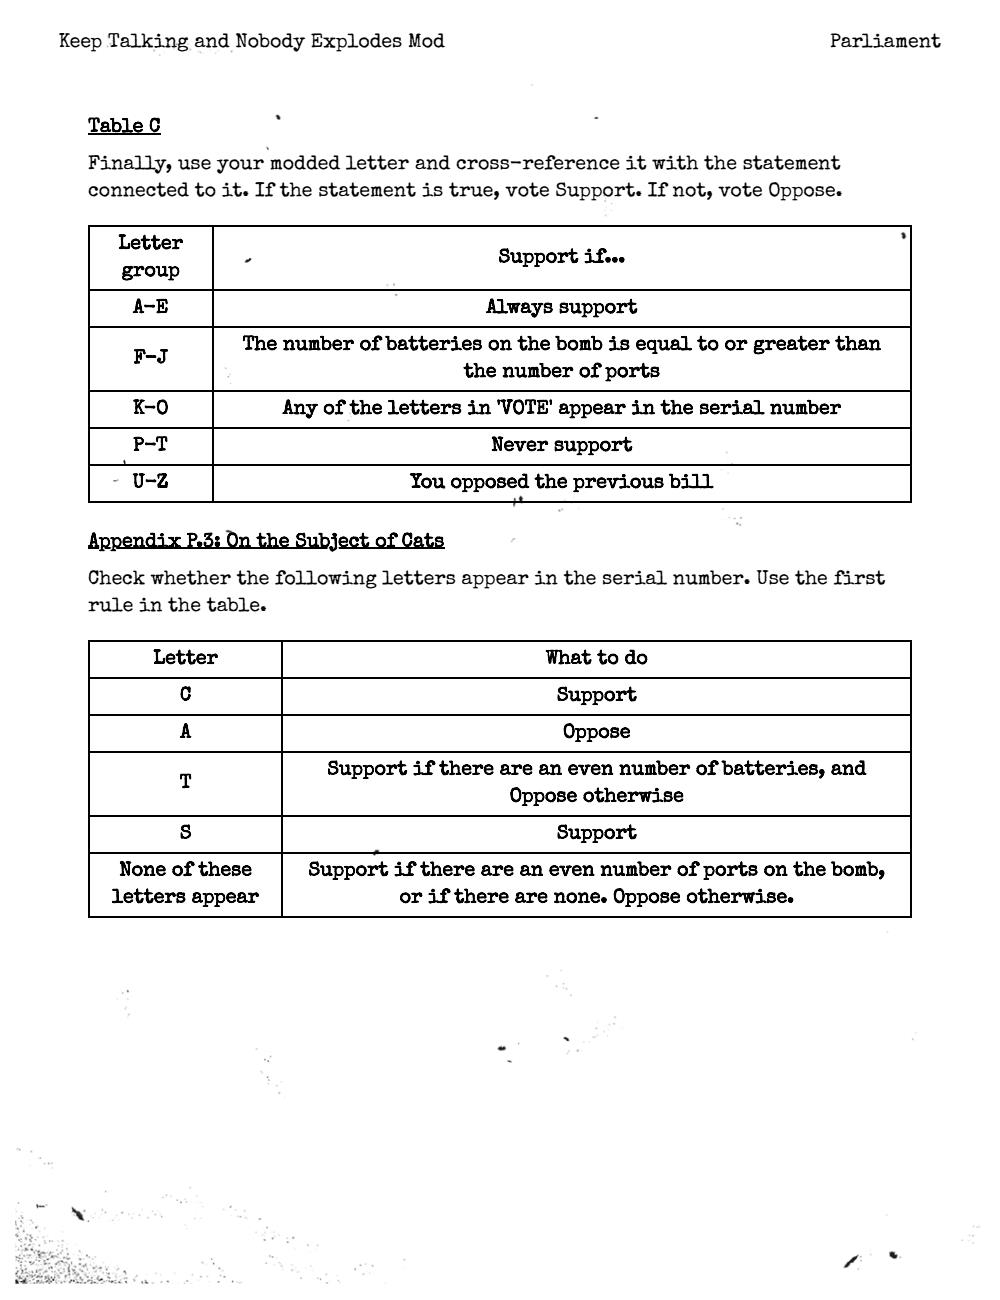 Keep Talking and Nobody Explodes Mod
Parliament
Table C
Finally, use your modded letter and cross-reference it with the statement
connected to it. If the statement is true, vote Support. If not, vote Oppose.
Letter
group
Support if...
A-E
Always support
F-J
The number of batteries on the bomb is equal to or greater than
the number of ports
K-O
Any of the letters in 'VOTE' appear in the serial number
P-T
Never support
U-Z
You opposed the previous bill
Appendix P.3: On the Subject of Cats
Check whether the following letters appear in the serial number. Use the first
rule in the table.
Letter
What to do
C
Support
A
Oppose
T
Support if there are an even number of batteries, and
Oppose otherwise
S
Support
None of these
letters appear
Support if there are an even number of ports on the bomb,
or if there are none. Oppose otherwise.